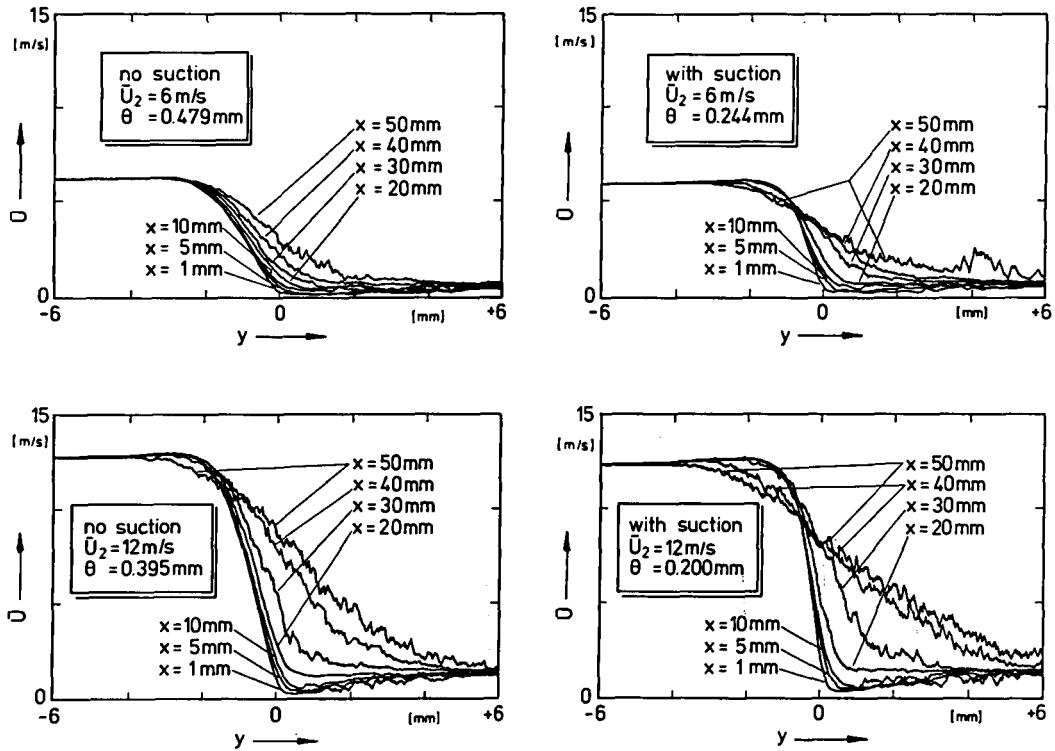 15
[m/s]
no suction
Ū₂ = 6 m/s
θ = 0.479 mm
x = 50 mm
x = 40 mm
x = 30 mm
x = 20 mm
x = 10 mm
x = 5 mm
x = 1 mm
Ū
0
-6
0
[mm]
+6
y
15
[m/s]
with suction
Ū₂ = 6 m/s
θ = 0.244 mm
x = 50 mm
x = 40 mm
x = 30 mm
x = 20 mm
x = 10 mm
x = 5 mm
x = 1 mm
Ū
0
-6
0
[mm]
+6
y
15
[m/s]
x = 50 mm
x = 40 mm
x = 30 mm
x = 20 mm
no suction
Ū₂ = 12 m/s
θ = 0.395 mm
x = 10 mm
x = 5 mm
x = 1 mm
Ū
0
-6
0
[mm]
+6
y
15
[m/s]
x = 50 mm
x = 40 mm
x = 30 mm
x = 20 mm
with suction
Ū₂ = 12 m/s
θ = 0.200 mm
x = 10 mm
x = 5 mm
x = 1 mm
Ū
0
-6
0
[mm]
+6
y